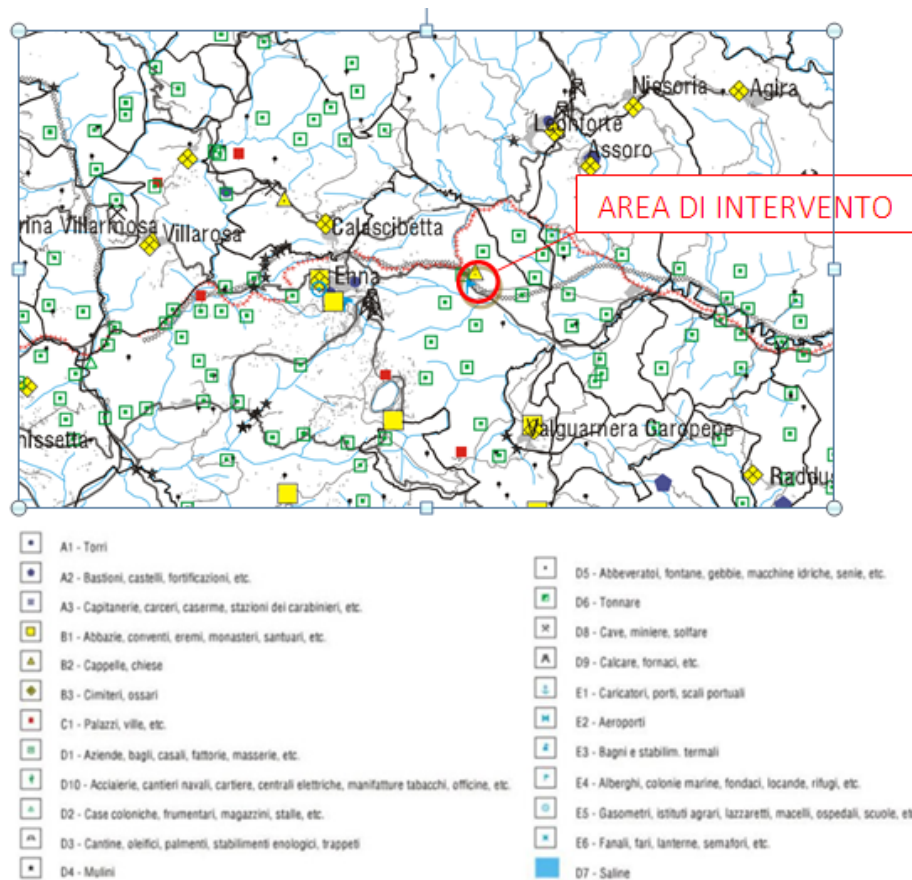 Nissoria
Agira
Leonforte
Assoro
AREA DI INTERVENTO
rina Villarmosa
Villarosa
Calascibetta
Enna
nissetta
Valguarnera Caropepe
Raddus
A1 - Torri
A2 - Bastioni, castelli, fortificazioni, etc.
A3 - Capitanerie, carceri, caserme, stazioni dei carabinieri, etc.
B1 - Abbazie, conventi, eremi, monasteri, santuari, etc.
B2 - Cappelle, chiese
B3 - Cimiteri, ossari
C1 - Palazzi, ville, etc.
D1 - Aziende, bagli, casali, fattorie, masserie, etc.
D10 - Acciaierie, cantieri navali, cartiere, centrali elettriche, manifatture tabacchi, officine, etc.
D2 - Case coloniche, frumentari, magazzini, stalle, etc.
D3 - Cantine, oleifici, palmenti, stabilimenti enologici, trappeti
D4 - Mulini
D5 - Abbeveratoi, fontane, gebbie, macchine idriche, senie, etc.
D6 - Tonnare
D8 - Cave, miniere, solfare
D9 - Calcare, fornaci, etc.
E1 - Caricatori, porti, scali portuali
E2 - Aeroporti
E3 - Bagni e stabilim. termali
E4 - Alberghi, colonie marine, fondaci, locande, rifugi, etc.
E5 - Gasometri, istituti agrari, lazzaretti, macelli, ospedali, scuole, etc
E6 - Fanali, fari, lanterne, semafori, etc.
D7 - Saline